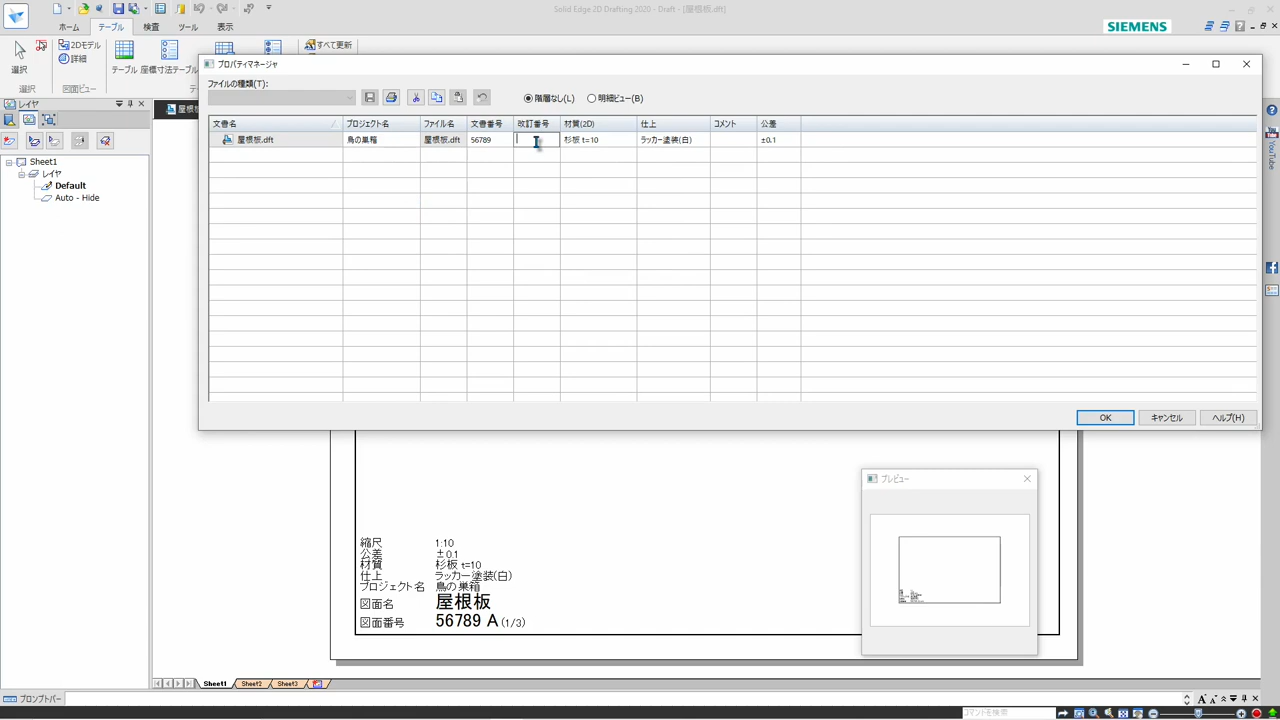 Solid Edge 2D Drafting 2020 - Draft - [屋根板.dft]
ホーム テーブル 検査 ツール 表示
SIEMENS
選択 2Dモデル
詳細
テーブル 座標寸法テーブル
すべて更新
選択 図面ビュー
プロパティマネージャ
レイヤ
ファイルの種類(T):
階層なし(L) 明細ビュー(B)
屋根板
文書名 プロジェクト名 ファイル名 文書番号 改訂番号 材質(2D) 仕上 コメント 公差
屋根板.dft 鳥の巣箱 屋根板.dft 56789 杉板 t=10 ラッカー塗装(白) ±0.1
YouTube
Sheet1
レイヤ
Default
Auto - Hide
OK キャンセル ヘルプ(H)
プレビュー
縮尺 1:10
公差 ±0.1
材質 杉板 t=10
仕上 ラッカー塗装(白)
プロジェクト名 鳥の巣箱
図面名 屋根板
図面番号 56789 A (1/3)
Sheet1 Sheet2 Sheet3
プロンプトバー
コマンドを検索